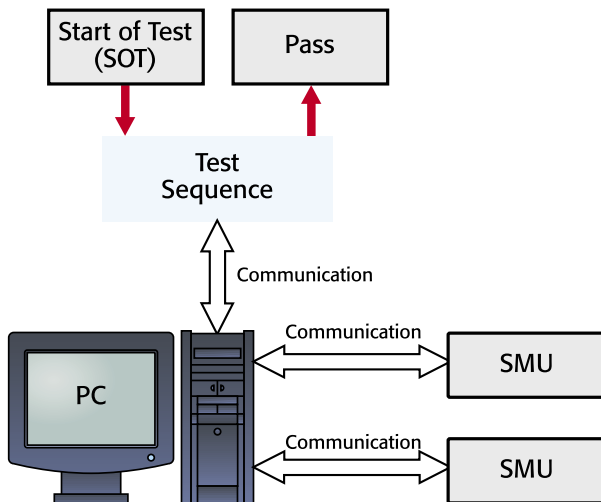 Start of Test
(SOT)
Pass
Test
Sequence
Communication
Communication
SMU
PC
Communication
SMU